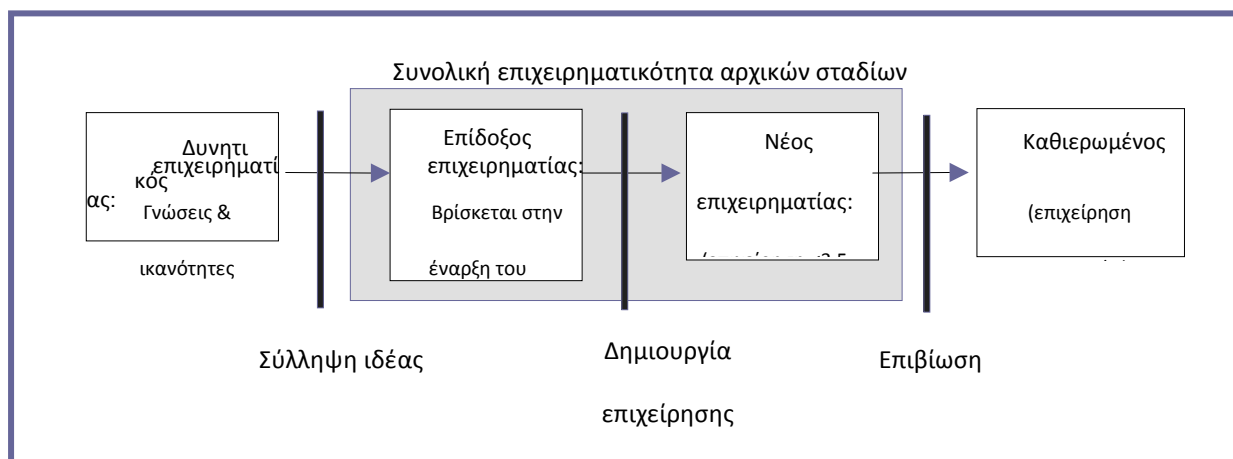 Συνολική επιχειρηματικότητα αρχικών σταδίων
Δυνητι
κός
επιχειρηματί
ας:
Γνώσεις &
ικανότητες
Επίδοξος
επιχειρηματίας:
Βρίσκεται στην
έναρξη του
Νέος
επιχειρηματίας:
Καθιερωμένος
(επιχείρηση
Σύλληψη ιδέας
Δημιουργία
επιχείρησης
Επιβίωση